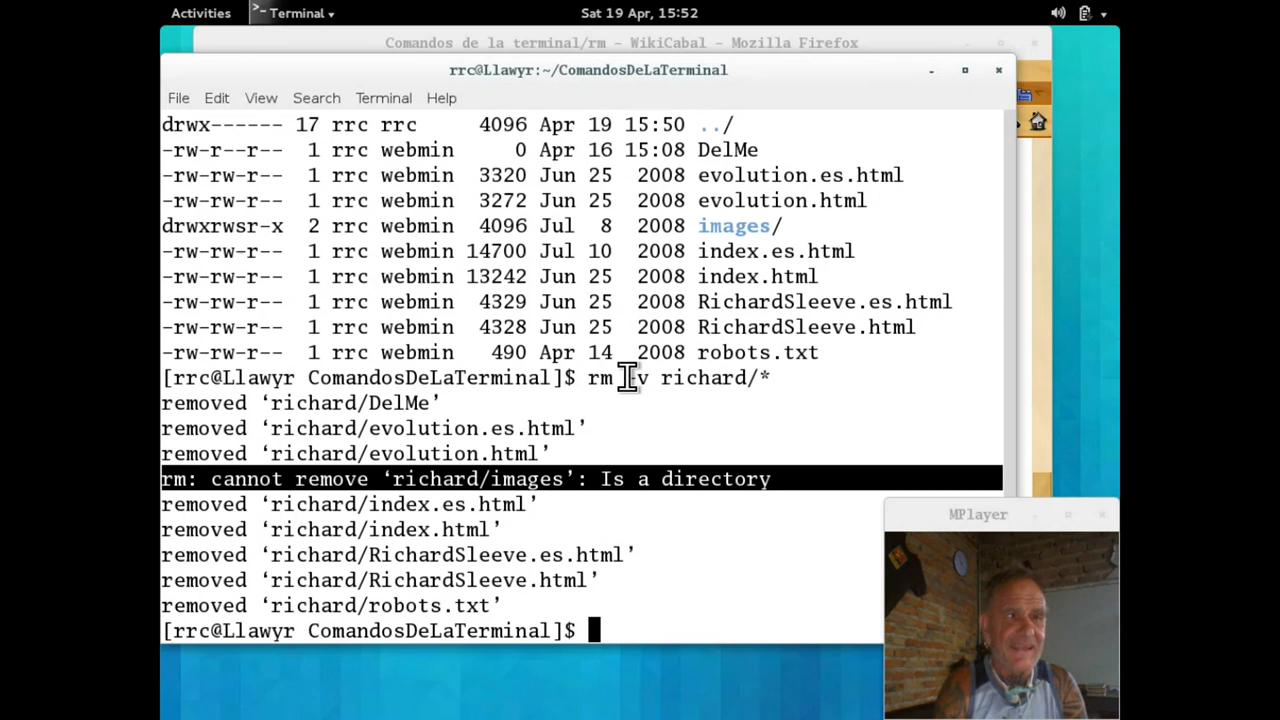 Activities >_ Terminal Sat 19 Apr, 15:52
Comandos de la terminal/rm - WikiCabal - Mozilla Firefox
rrc@Llawyr:~/ComandosDeLaTerminal
File Edit View Search Terminal Help
drwx------ 17 rrc rrc 4096 Apr 19 15:50 ../
-rw-r--r-- 1 rrc webmin 0 Apr 16 15:08 DelMe
-rw-rw-r-- 1 rrc webmin 3320 Jun 25 2008 evolution.es.html
-rw-rw-r-- 1 rrc webmin 3272 Jun 25 2008 evolution.html
drwxrwsr-x 2 rrc webmin 4096 Jul 8 2008 images/
-rw-rw-r-- 1 rrc webmin 14700 Jul 10 2008 index.es.html
-rw-rw-r-- 1 rrc webmin 13242 Jun 25 2008 index.html
-rw-rw-r-- 1 rrc webmin 4329 Jun 25 2008 RichardSleeve.es.html
-rw-rw-r-- 1 rrc webmin 4328 Jun 25 2008 RichardSleeve.html
-rw-rw-r-- 1 rrc webmin 490 Apr 14 2008 robots.txt
[rrc@Llawyr ComandosDeLaTerminal]$ rm -v richard/*
removed ‘richard/DelMe’
removed ‘richard/evolution.es.html’
removed ‘richard/evolution.html’
rm: cannot remove ‘richard/images’: Is a directory
removed ‘richard/index.es.html’
removed ‘richard/index.html’
removed ‘richard/RichardSleeve.es.html’
removed ‘richard/RichardSleeve.html’
removed ‘richard/robots.txt’
[rrc@Llawyr ComandosDeLaTerminal]$
MPlayer